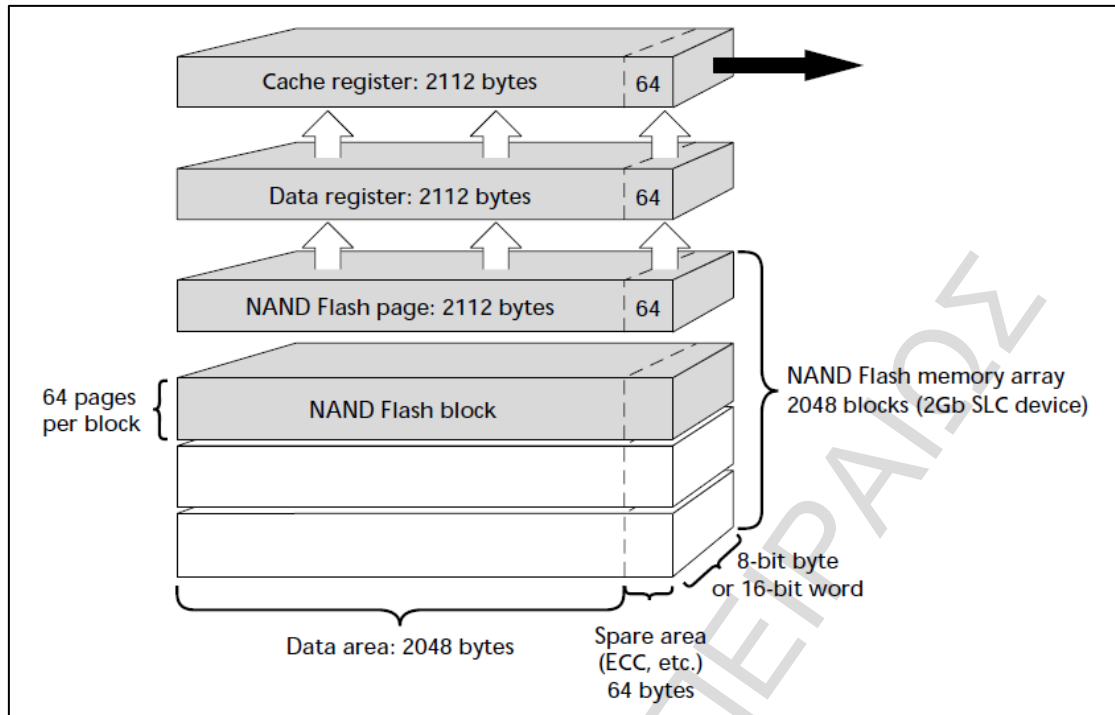 Cache register: 2112 bytes
64
Data register: 2112 bytes
64
NAND Flash page: 2112 bytes
64
64 pages
per block
NAND Flash block
NAND Flash memory array
2048 blocks (2Gb SLC device)
8-bit byte
or 16-bit word
Data area: 2048 bytes
Spare area
(ECC, etc.)
64 bytes
ΠΕΙΡΑΙΩΣ